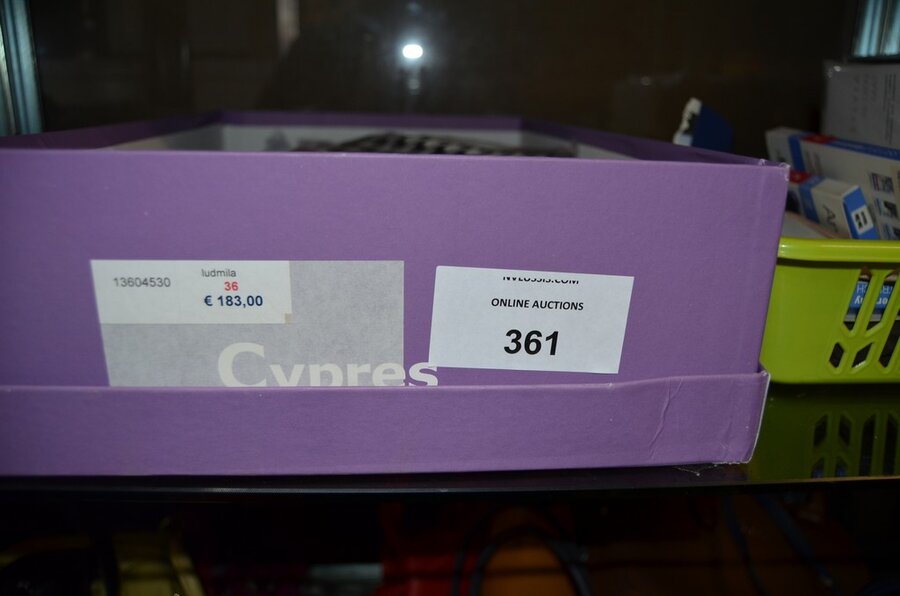 13604530
ludmila
36
€ 183,00
Cypres
ONLINE AUCTIONS
361